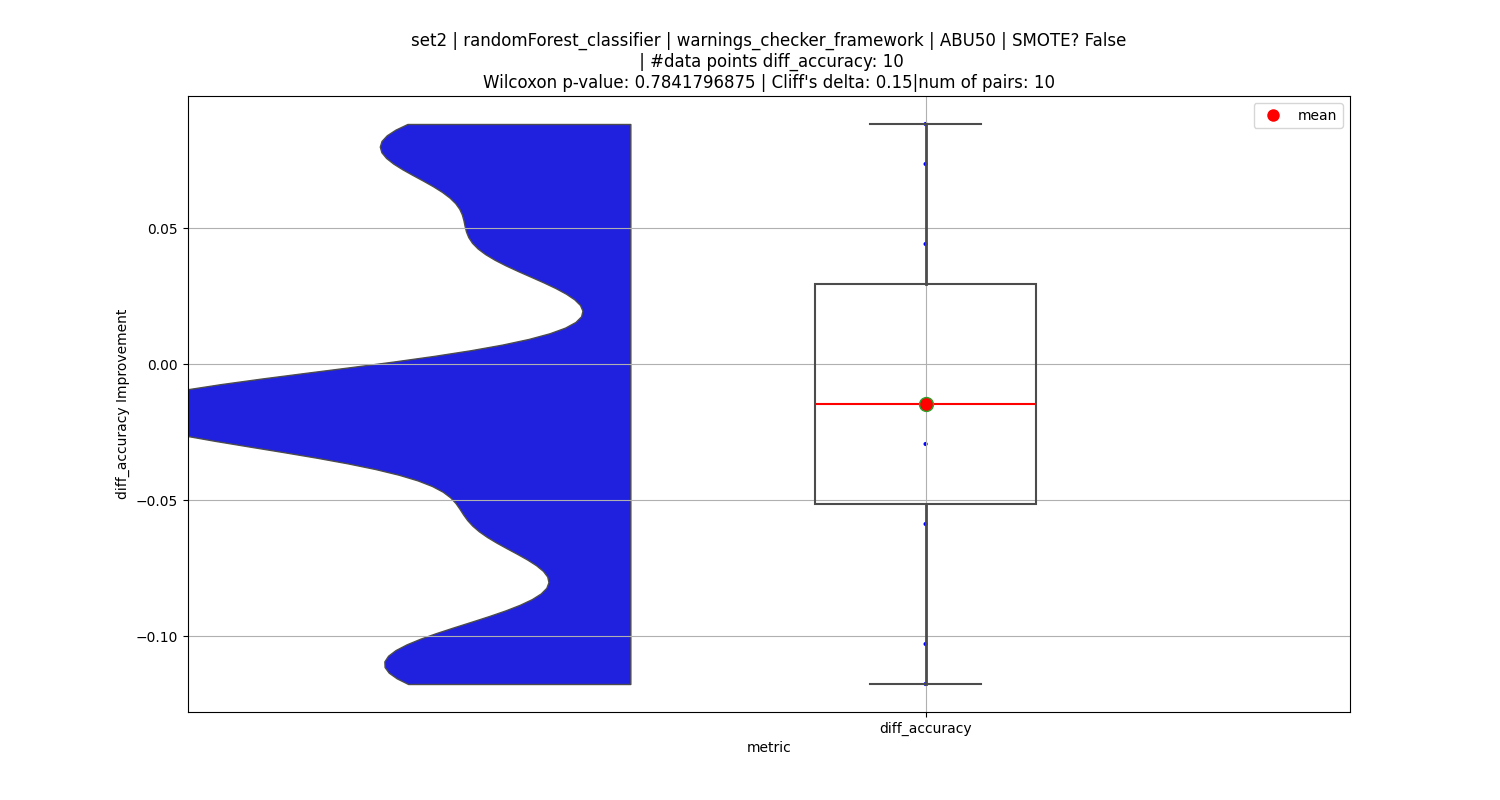 set2 | randomForest_classifier | warnings_checker_framework | ABU50 | SMOTE? False
| #data points diff_accuracy: 10
Wilcoxon p-value: 0.7841796875 | Cliff's delta: 0.15|num of pairs: 10
mean
diff_accuracy Improvement
0.05
0.00
−0.05
−0.10
diff_accuracy
metric